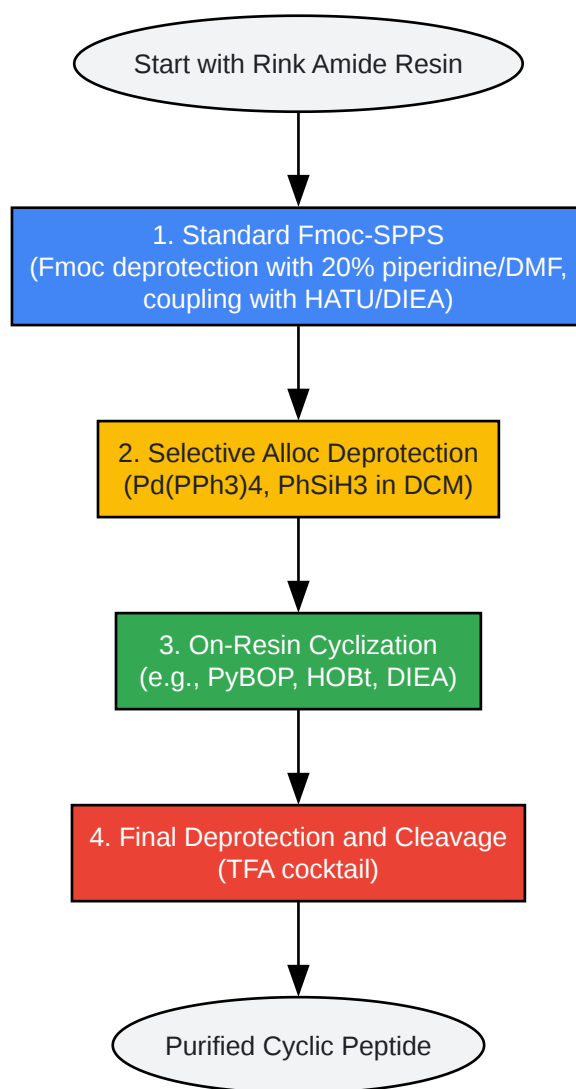 Start with Rink Amide Resin
1. Standard Fmoc-SPPS
(Fmoc deprotection with 20% piperidine/DMF,
coupling with HATU/DIEA)
2. Selective Alloc Deprotection
(Pd(PPh3)4, PhSiH3 in DCM)
3. On-Resin Cyclization
(e.g., PyBOP, HOBt, DIEA)
4. Final Deprotection and Cleavage
(TFA cocktail)
Purified Cyclic Peptide